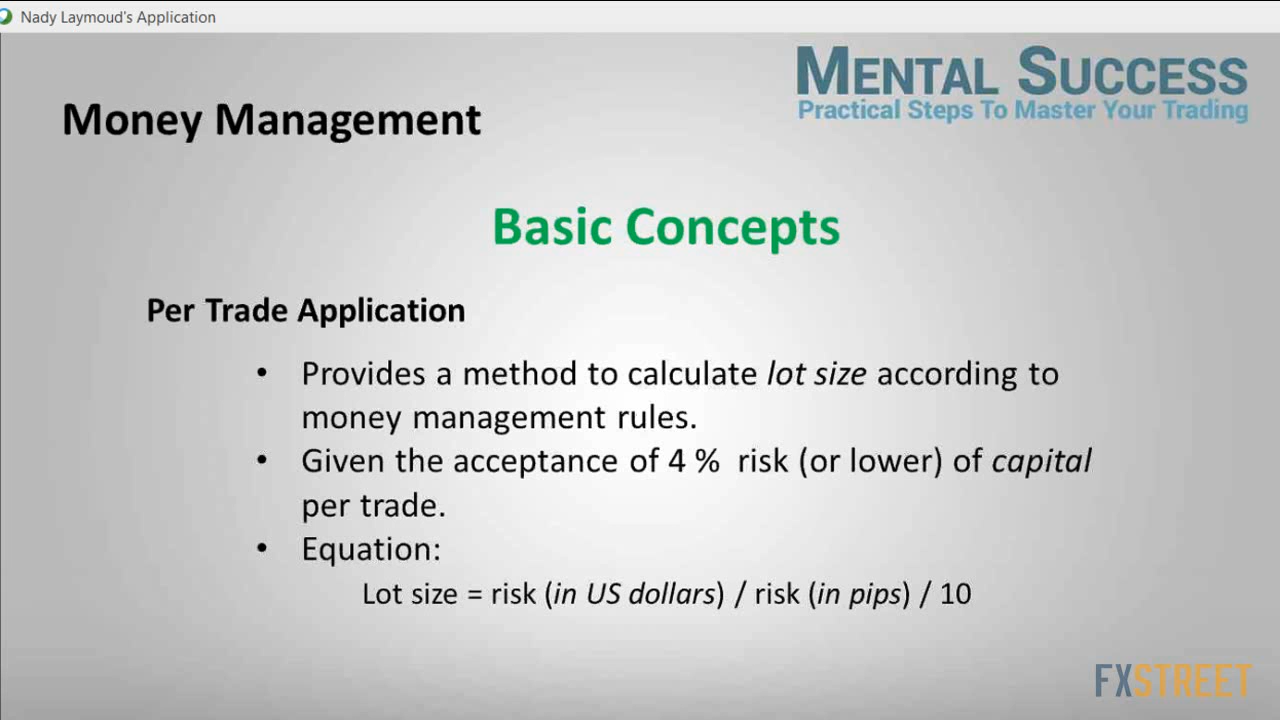 Nady Laymoud's Application
MENTAL SUCCESS
Practical Steps To Master Your Trading
Money Management
Basic Concepts
Per Trade Application
• Provides a method to calculate lot size according to
money management rules.
• Given the acceptance of 4 % risk (or lower) of capital
per trade.
• Equation:
Lot size = risk (in US dollars) / risk (in pips) / 10
FXSTREET